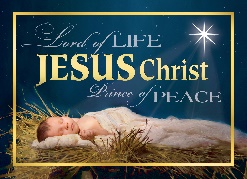 Lord of LIFE
JESUS Christ
Prince of PEACE